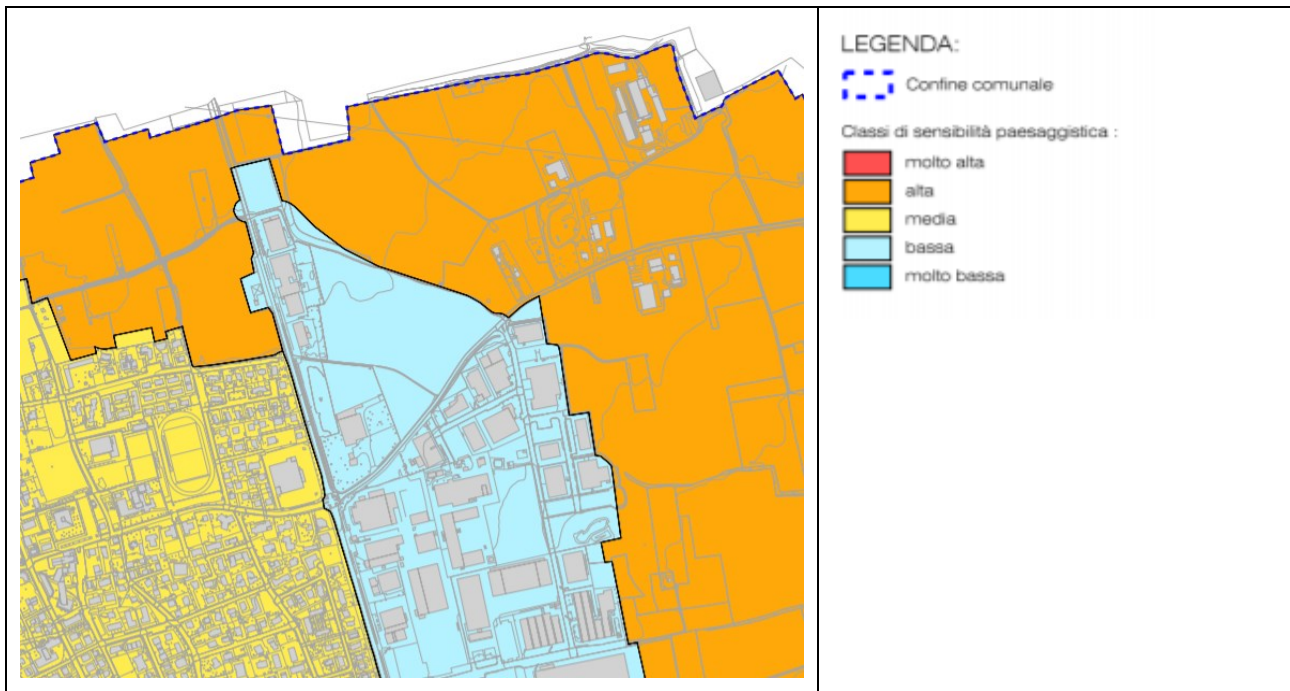 LEGENDA:
Confine comunale
Classi di sensibilità paesaggistica :
molto alta
alta
media
bassa
molto bassa